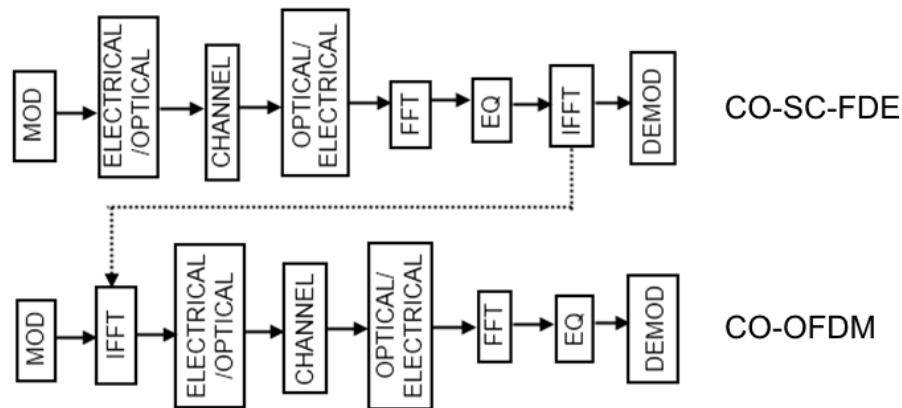 MOD
ELECTRICAL
/OPTICAL
CHANNEL
OPTICAL/
ELECTRICAL
FFT
EQ
IFFT
DEMOD
CO-SC-FDE
MOD
IFFT
ELECTRICAL
/OPTICAL
CHANNEL
OPTICAL/
ELECTRICAL
FFT
EQ
DEMOD
CO-OFDM